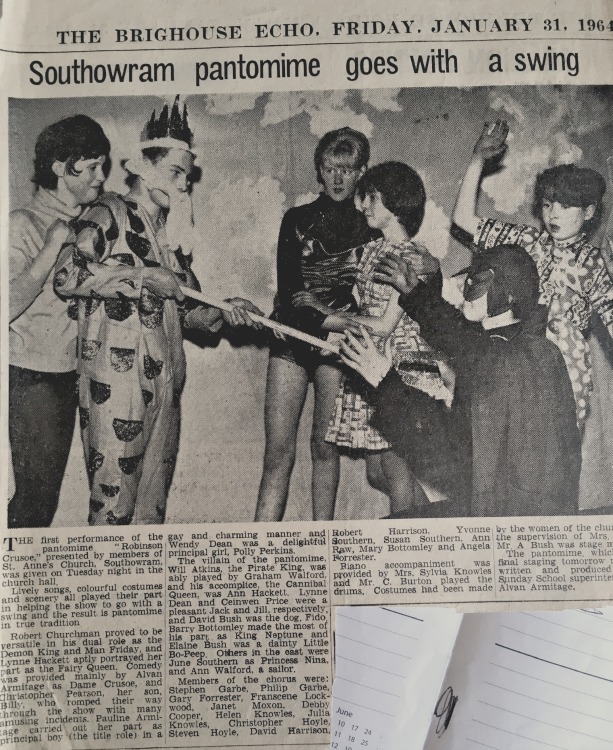 THE BRIGHOUSE ECHO, FRIDAY, JANUARY 31, 1964
Southowram pantomime goes with a swing
THE first performance of the
pantomime "Robinson
Crusoe," presented by members of
St. Anne's Church, Southowram,
was given on Tuesday night in the
church hall.
Lively songs, colourful costumes
and scenery all played their part
in helping the show to go with a
swing and the result is pantomime
in true tradition
Robert Churchman proved to be
versatile in his dual role as the
Demon King and Man Friday, and
Lynne Hackett aptly portrayed her
part as the Fairy Queen. Comedy
was provided mainly by Alvan
Armitage as Dame Crusoe, and
Christopher Pearson, her son,
Billy, who romped their way
through the show with many
amusing incidents. Pauline Armi-
tage carried out her part as
principal boy (the title role) in a
gay and charming manner and
Wendy Dean was a delightful
principal girl, Polly Perkins.
The villain of the pantomime,
Will Atkins, the Pirate King, was
ably played by Graham Walford,
and his accomplice, the Cannibal
Queen, was Ann Hackett. Lynne
Dean and Ceinwen Price were a
pleasant Jack and Jill, respectively,
and David Bush was the dog, Fido.
Barry Bottomley made the most of
his part as King Neptune and
Elaine Bush was a dainty Little
Bo-Peep. Others in the cast were
June Southern as Princess Nina,
and Ann Walford, a sailor.
Members of the chorus were:
Stephen Garbe, Philip Garbe,
Gary Forrester, Franscene Lock-
wood, Janet Moxon, Debby
Cooper, Helen Knowles, Julia
Knowles, Christopher Hoyle,
Steven Hoyle, David Harrison,
Robert Harrison, Yvonne
Southern, Susan Southern, Ann
Raw, Mary Bottomley and Angela
Forrester.
Piano accompaniment was
provided by Mrs. Sylvia Knowles
and Mr. C. Burton played the
drums. Costumes had been made
by the women of the chu
the supervision of Mrs.
Mr. A Bush was stage m
The pantomime, whic
final staging tomorrow
written and produced
Sunday School superinte
Alvan Armitage.
June
10 17 24
11 18 25
12 19